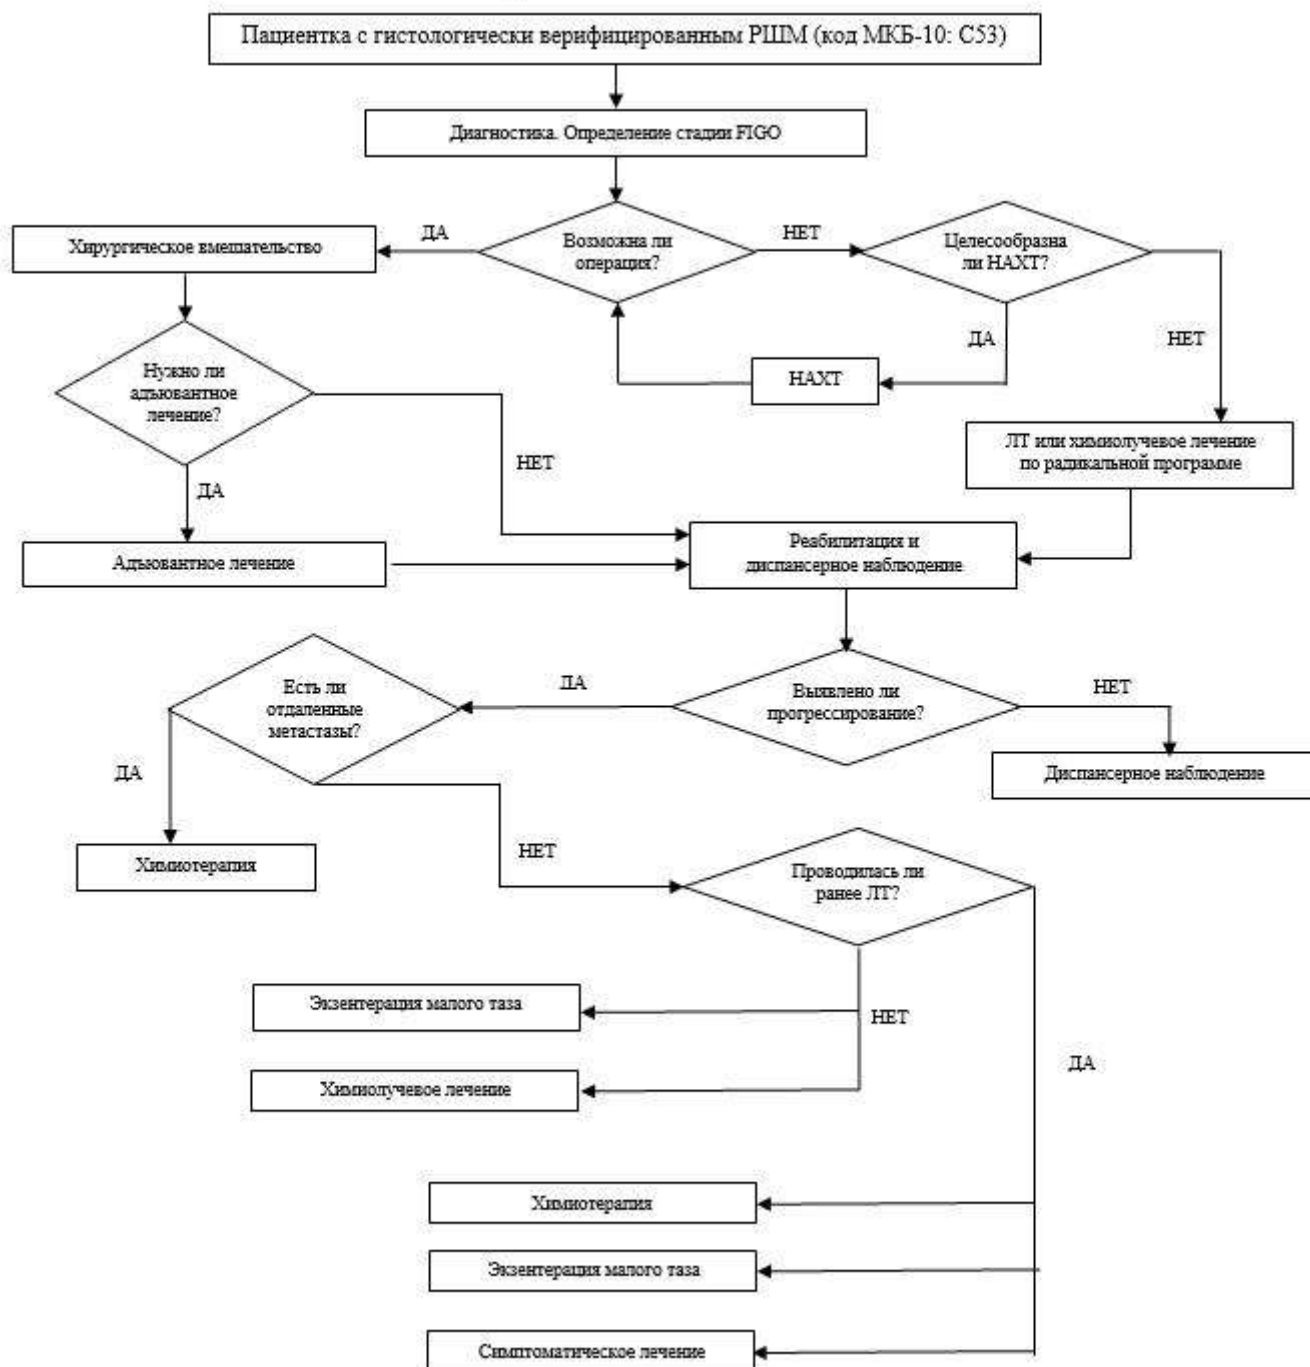 Пациентка с гистологически верифицированным РШМ (код МКБ-10: С53)
Диагностика. Определение стадии FIGO
Хирургическое вмешательство
ДА
Возможна ли
операция?
НЕТ
Целесообразна
ли НАХТ?
ДА
НЕТ
НАХТ
Нужно ли
адъювантное
лечение?
НЕТ
ДА
ЛТ или химиолучевое лечение
по радикальной программе
Адъювантное лечение
Реабилитация и
диспансерное наблюдение
Есть ли
отдаленные
метастазы?
ДА
Выявлено ли
прогрессирование?
НЕТ
Диспансерное наблюдение
ДА
Химиотерапия
НЕТ
Проводилась ли
ранее ЛТ?
Экзентерация малого таза
НЕТ
Химиолучевое лечение
ДА
Химиотерапия
Экзентерация малого таза
Симптоматическое лечение